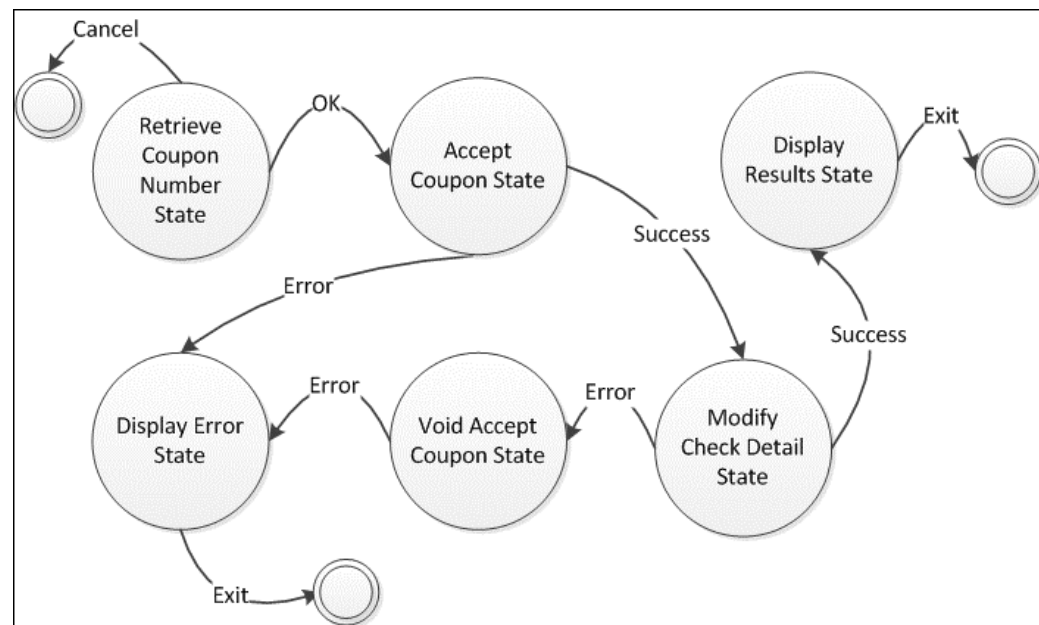 Cancel
Retrieve
Coupon
Number
State
OK
Accept
Coupon State
Display
Results State
Exit
Success
Error
Success
Display Error
State
Error
Void Accept
Coupon State
Error
Modify
Check Detail
State
Exit